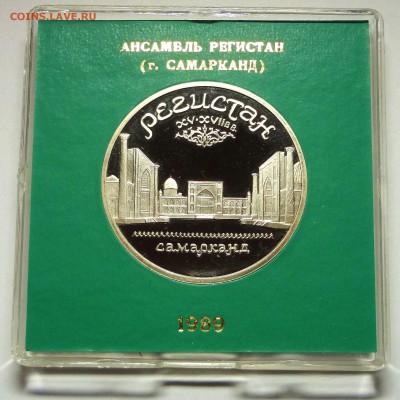 COINS.LAVE.RU
АНСАМБЛЬ РЕГИСТАН
(г. САМАРКАНД)
РЕГИСТАН
XV-XVIIвв.
самарканд
1989